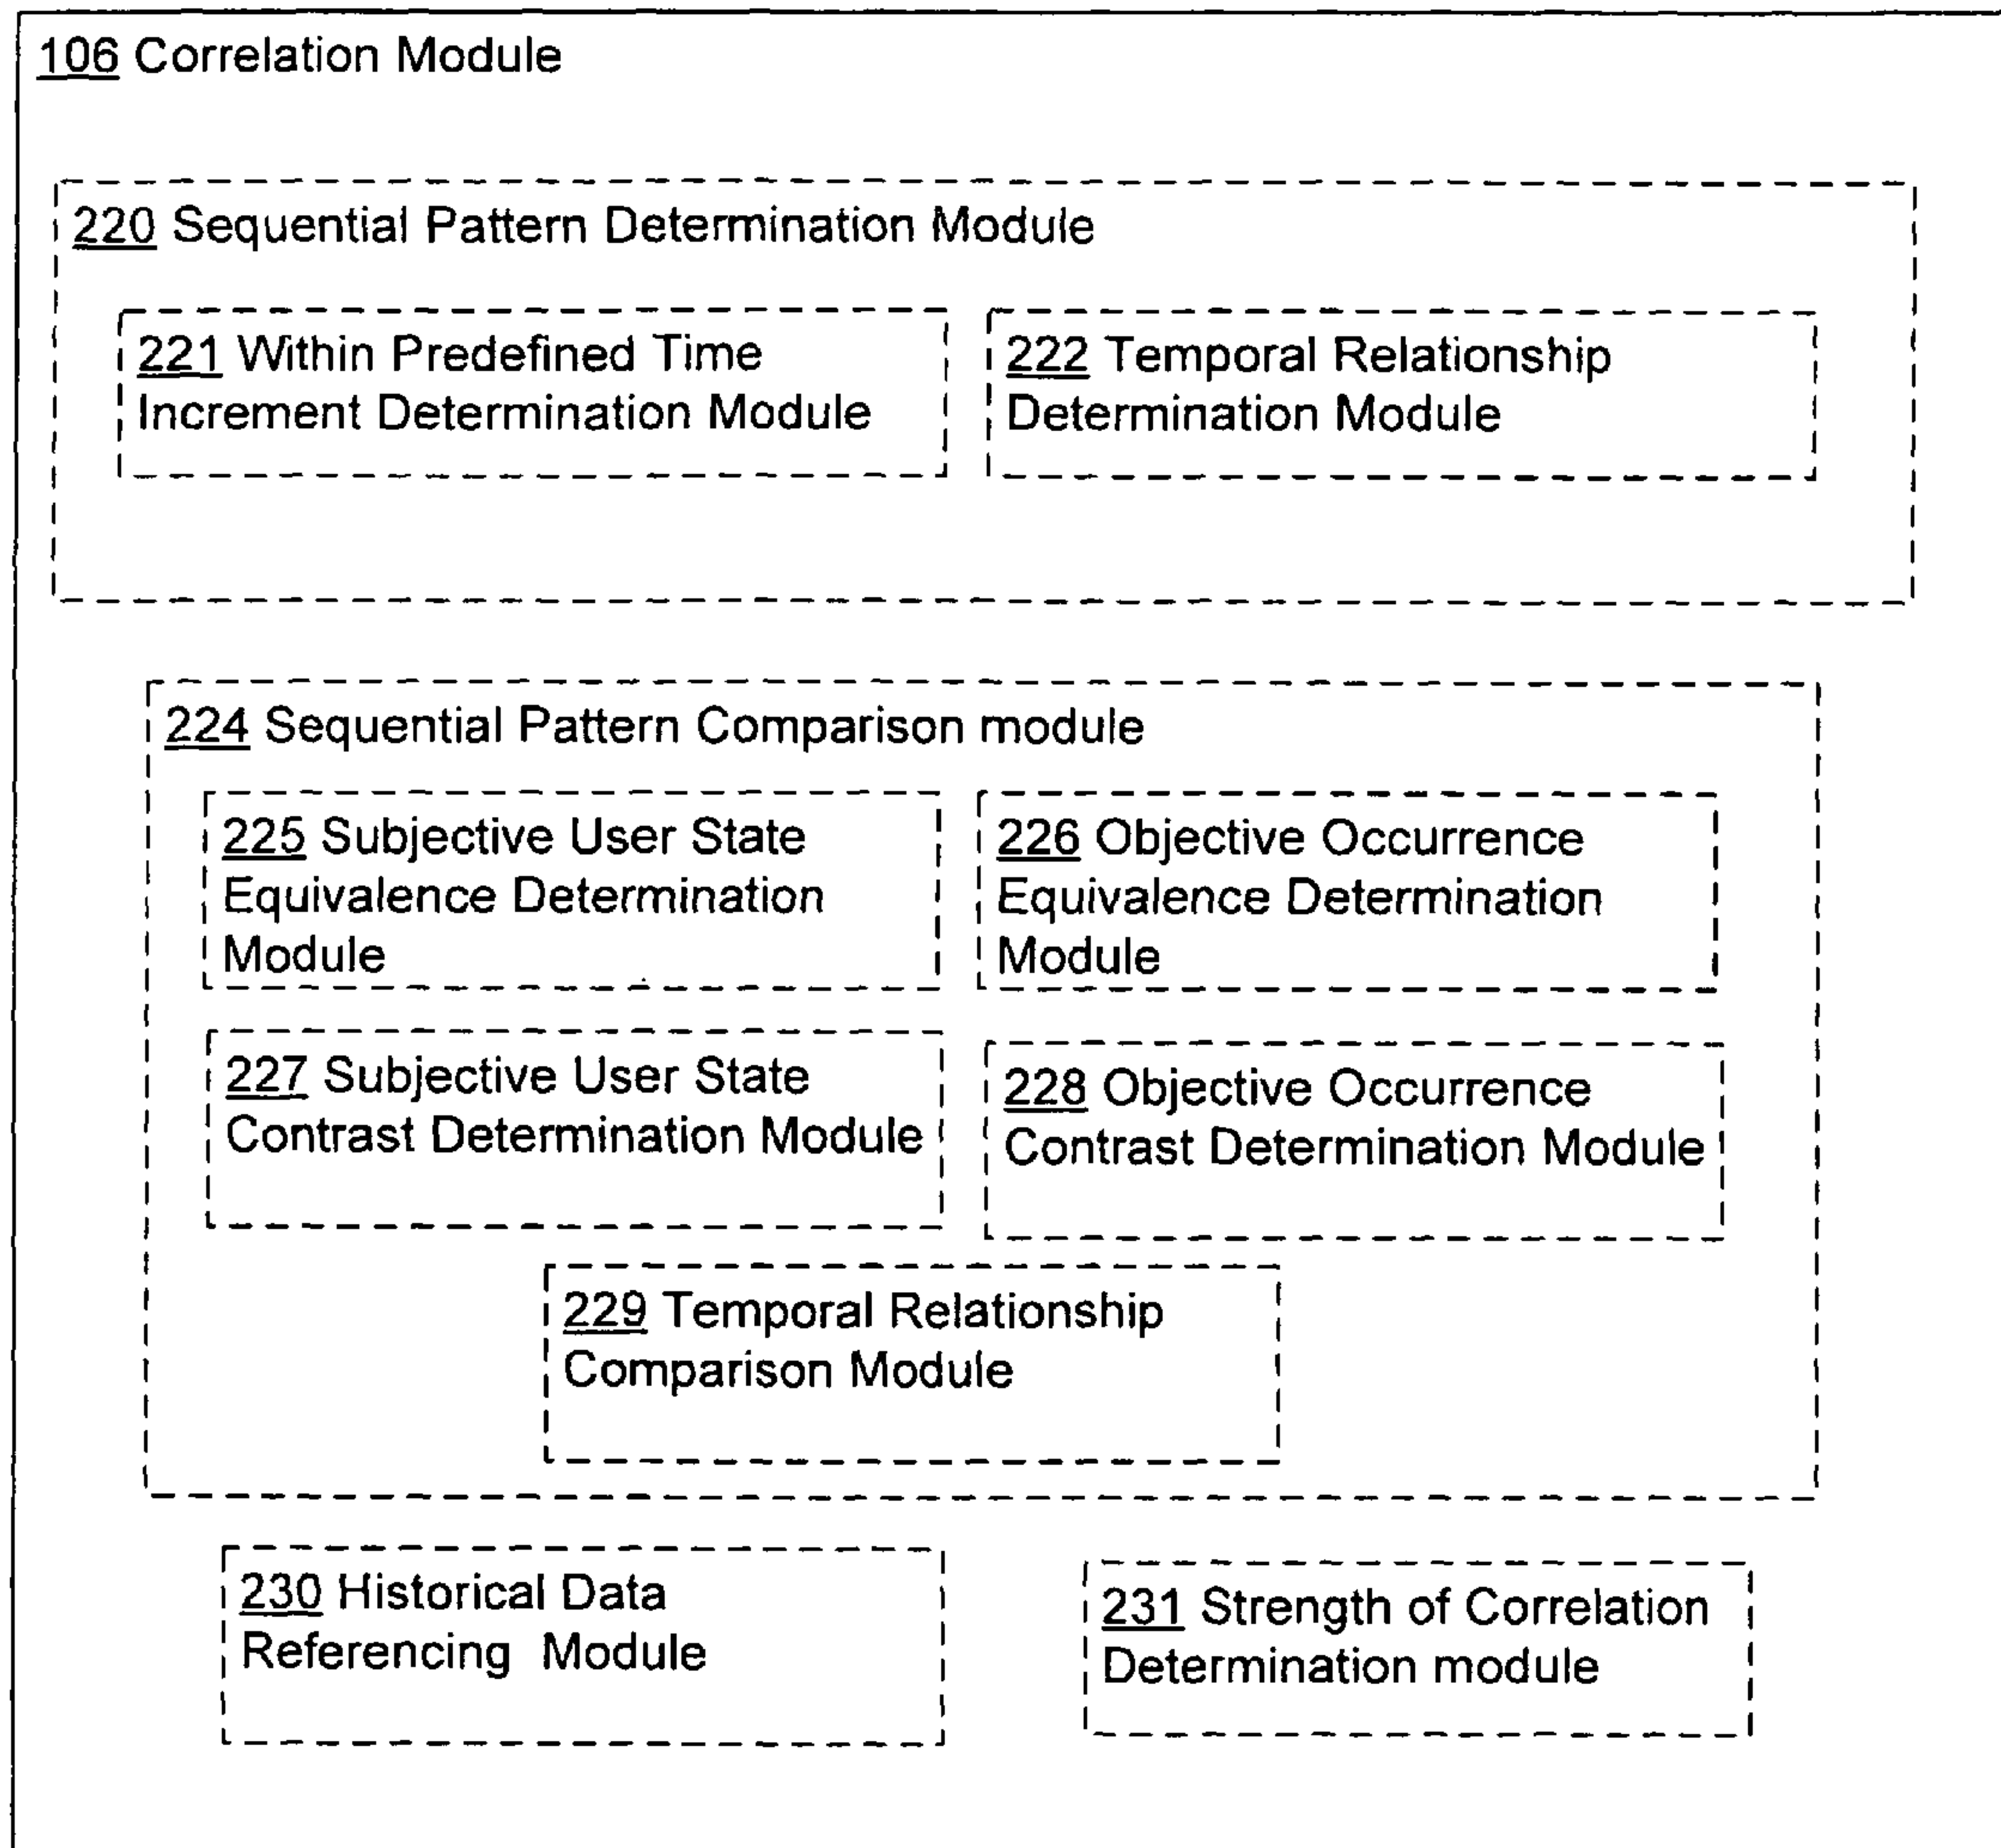 106 Correlation Module
220 Sequential Pattern Determination Module
221 Within Predefined Time
Increment Determination Module
222 Temporal Relationship
Determination Module
224 Sequential Pattern Comparison module
225 Subjective User State
Equivalence Determination
Module
226 Objective Occurrence
Equivalence Determination
Module
227 Subjective User State
Contrast Determination Module
228 Objective Occurrence
Contrast Determination Module
229 Temporal Relationship
Comparison Module
230 Historical Data
Referencing Module
231 Strength of Correlation
Determination module